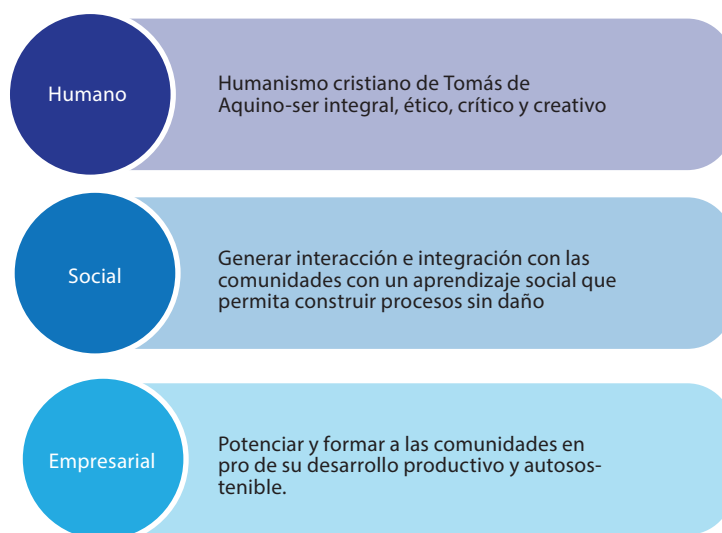 Humano
Humanismo cristiano de Tomás de
Aquino-ser integral, ético, crítico y creativo
Social
Generar interacción e integración con las
comunidades con un aprendizaje social que
permita construir procesos sin daño
Empresarial
Potenciar y formar a las comunidades en
pro de su desarrollo productivo y autosos-
tenible.